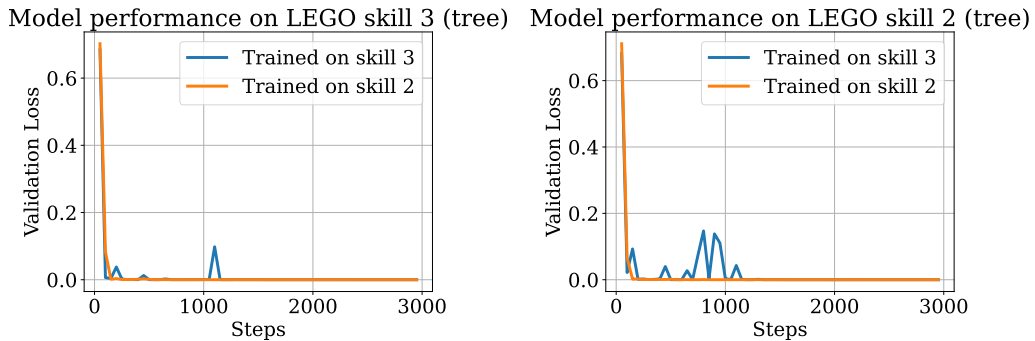 Model performance on LEGO skill 3 (tree)
Trained on skill 3
Trained on skill 2
Validation Loss
0.6
0.4
0.2
0.0
0
1000
2000
3000
Steps
Model performance on LEGO skill 2 (tree)
Trained on skill 3
Trained on skill 2
Validation Loss
0.6
0.4
0.2
0.0
0
1000
2000
3000
Steps